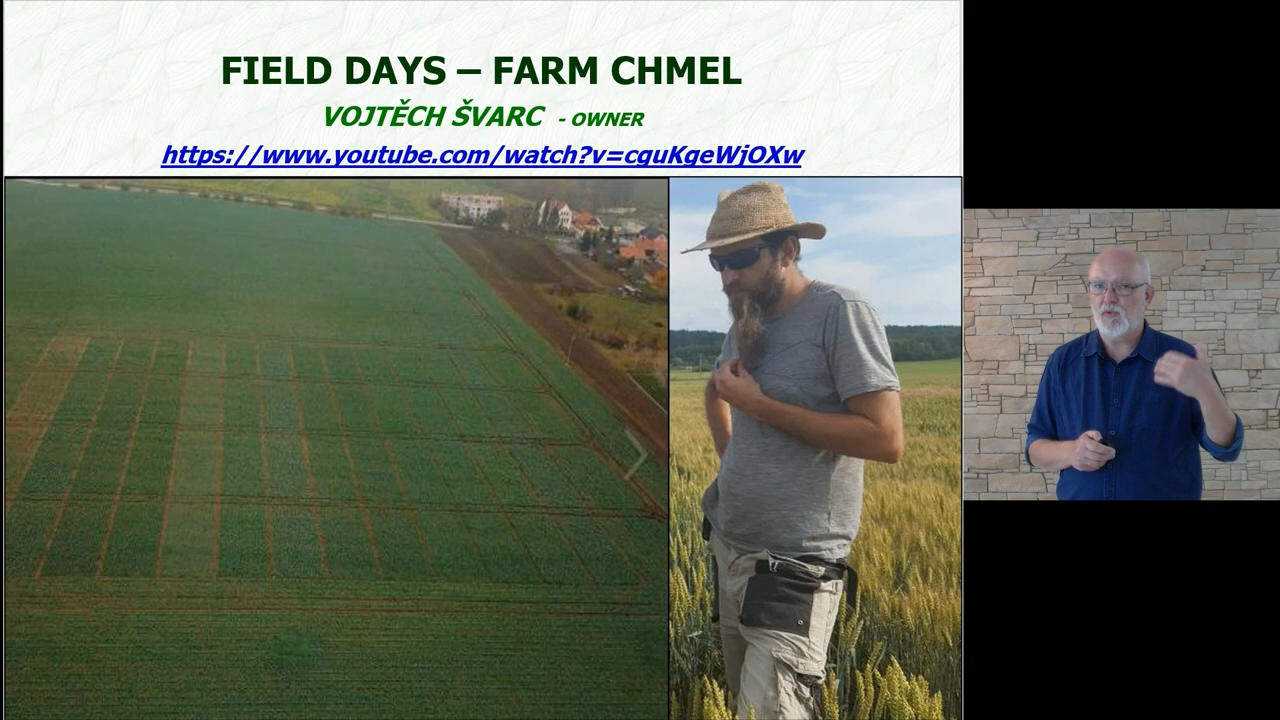 FIELD DAYS – FARM CHMEL
VOJTĚCH ŠVARC - OWNER
https://www.youtube.com/watch?v=cguKgeWjOXw